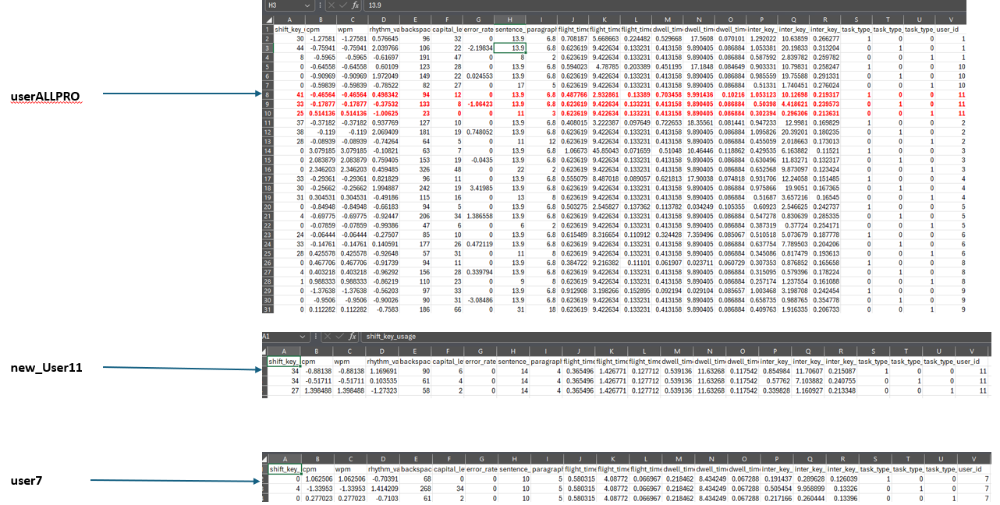 H3 fx 13.9
A B C D E F G H I J K L M N O P Q R S T U V
1 shift_key_ cpm wpm rhythm_va backspac capital_le error_rate sentence_ paragraph flight_time flight_time flight_time dwell_time dwell_time dwell_time inter_key_ inter_key_ inter_key_ task_type_ task_type_ task_type_ user_id
2 30 -1.27581 -1.27581 0.576645 96 32 0 13.9 6.8 0.708187 5.668663 0.224482 0.529668 17.5608 0.070101 1.292022 10.63859 0.266277 1 0 0 1
3 44 -0.75941 -0.75941 2.039766 106 22 -2.19834 13.9 6.8 0.623619 9.422634 0.133231 0.413158 9.890405 0.086884 1.053381 20.19833 0.313204 0 1 0 1
4 8 -0.5965 -0.5965 -0.61697 191 47 0 8 2 0.623619 9.422634 0.133231 0.413158 9.890405 0.086884 0.587592 2.839782 0.259782 0 0 1 1
5 0 -0.64558 -0.64558 0.60109 123 28 0 13.9 6.8 0.594023 4.78785 0.203389 0.451195 17.1848 0.084649 0.903331 10.79831 0.258247 1 0 0 10
6 0 -0.90969 -0.90969 1.972049 149 22 0.024553 13.9 6.8 0.623619 9.422634 0.133231 0.413158 9.890405 0.086884 0.985559 19.75588 0.291331 0 1 0 10
7 0 -0.59839 -0.59839 -0.78522 82 27 0 17 5 0.623619 9.422634 0.133231 0.413158 9.890405 0.086884 0.51331 1.740451 0.276024 0 0 1 10
userALLPRO
8 41 -0.46564 -0.46564 0.498342 94 12 0 13.9 6.8 0.487766 2.932861 0.13389 0.703458 9.991436 0.10216 1.053123 10.12698 0.219317 1 0 0 11
9 33 -0.17877 -0.17877 -0.37532 133 8 -1.06423 13.9 6.8 0.623619 9.422634 0.133231 0.413158 9.890405 0.086884 0.50398 4.418621 0.239573 0 1 0 11
10 25 0.514136 0.514136 -1.00625 23 0 0 11 3 0.623619 9.422634 0.133231 0.413158 9.890405 0.086884 0.302394 0.296306 0.213631 0 0 1 11
11 37 -0.37182 -0.37182 0.937769 127 10 0 13.9 6.8 0.408015 3.222387 0.097649 0.722653 18.35561 0.081441 0.947233 12.9981 0.169829 1 0 0 2
12 38 -0.119 -0.119 2.069409 181 19 0.748052 13.9 6.8 0.623619 9.422634 0.133231 0.413158 9.890405 0.086884 1.095826 20.39201 0.180235 0 1 0 2
13 28 -0.08939 -0.08939 -0.74264 64 5 0 11 12 0.623619 9.422634 0.133231 0.413158 9.890405 0.086884 0.455059 2.018663 0.173013 0 0 1 2
14 0 3.079185 3.079185 -0.10821 63 7 0 13.9 6.8 1.06673 45.85043 0.071659 0.51048 10.46446 0.118862 0.429535 6.163882 0.11521 1 0 0 3
15 0 2.083879 2.083879 0.759405 153 19 -0.0435 13.9 6.8 0.623619 9.422634 0.133231 0.413158 9.890405 0.086884 0.630496 11.83271 0.132317 0 1 0 3
16 0 2.346203 2.346203 0.459485 326 48 0 22 2 0.623619 9.422634 0.133231 0.413158 9.890405 0.086884 0.652568 9.873097 0.123424 0 0 1 3
17 33 -0.29361 -0.29361 0.821829 96 11 0 13.9 6.8 0.555079 8.487018 0.089057 0.621813 17.90038 0.074818 0.931706 12.24058 0.151485 1 0 0 4
18 30 -0.25662 -0.25662 1.994887 242 19 3.41985 13.9 6.8 0.623619 9.422634 0.133231 0.413158 9.890405 0.086884 0.975866 19.9051 0.167365 0 1 0 4
19 31 0.304531 0.304531 -0.49186 115 16 0 13 8 0.623619 9.422634 0.133231 0.413158 9.890405 0.086884 0.51687 3.657216 0.16545 0 0 1 4
20 0 -0.84948 -0.84948 -0.66183 94 5 0 13.9 6.8 0.503275 2.545827 0.137362 0.113782 0.034249 0.105355 0.60923 2.546625 0.242737 1 0 0 5
21 4 -0.69775 -0.69775 -0.92447 206 34 1.386558 13.9 6.8 0.623619 9.422634 0.133231 0.413158 9.890405 0.086884 0.547278 0.830639 0.285335 0 1 0 5
22 0 -0.07859 -0.07859 -0.99386 47 6 0 6 2 0.623619 9.422634 0.133231 0.413158 9.890405 0.086884 0.387319 0.37724 0.254171 0 0 1 5
23 24 -0.06444 -0.06444 -0.27507 85 10 0 13.9 6.8 0.615489 8.316654 0.110912 0.324428 7.359496 0.085067 0.510518 5.073679 0.187778 1 0 0 6
24 33 -0.14761 -0.14761 0.140591 177 26 0.472119 13.9 6.8 0.623619 9.422634 0.133231 0.413158 9.890405 0.086884 0.637754 7.789503 0.204206 0 1 0 6
25 28 0.425578 0.425578 -0.92648 57 31 0 11 8 0.623619 9.422634 0.133231 0.413158 9.890405 0.086884 0.345086 0.817479 0.193613 0 0 1 6
26 0 0.467706 0.467706 -0.91739 94 11 0 13.9 6.8 0.384722 9.216382 0.11101 0.061907 0.023711 0.060729 0.307353 0.876852 0.165658 1 0 0 8
27 4 0.403218 0.403218 -0.96292 156 28 0.339794 13.9 6.8 0.623619 9.422634 0.133231 0.413158 9.890405 0.086884 0.315095 0.579396 0.178224 0 1 0 8
28 1 0.988333 0.988333 -0.86219 110 23 0 9 8 0.623619 9.422634 0.133231 0.413158 9.890405 0.086884 0.257174 1.237554 0.161088 0 0 1 8
29 0 -1.37638 -1.37638 -0.56203 97 33 0 13.9 6.8 0.912908 3.198266 0.152895 0.092194 0.029104 0.085657 1.003468 3.198708 0.242454 1 0 0 9
30 0 -0.9506 -0.9506 -0.90026 90 31 -3.08486 13.9 6.8 0.623619 9.422634 0.133231 0.413158 9.890405 0.086884 0.658735 0.988765 0.354778 0 1 0 9
31 0 0.112282 0.112282 -0.7583 186 66 0 31 18 0.623619 9.422634 0.133231 0.413158 9.890405 0.086884 0.409763 1.916335 0.206733 0 0 1 9
A1 fx shift_key_usage
A B C D E F G H I J K L M N O P Q R S T U V
shift_key_ cpm wpm rhythm_va backspac capital_le error_rate sentence_ paragraph flight_time flight_time flight_time dwell_time dwell_time dwell_time inter_key_ inter_key_ inter_key_ task_type_ task_type_ task_type_ user_id
new_User11
34 -0.88138 -0.88138 1.169691 90 6 0 14 4 0.365496 1.426771 0.127712 0.539136 11.63268 0.117542 0.854984 11.70607 0.215087 1 0 0 11
34 -0.51711 -0.51711 0.103535 61 4 0 14 4 0.365496 1.426771 0.127712 0.539136 11.63268 0.117542 0.57762 7.103882 0.240755 0 1 0 11
27 1.398488 1.398488 -1.27323 58 2 0 14 4 0.365496 1.426771 0.127712 0.539136 11.63268 0.117542 0.339828 1.160927 0.213348 0 0 1 11
A B C D E F G H I J K L M N O P Q R S T U V
shift_key_ cpm wpm rhythm_va backspac capital_le error_rate sentence_ paragraph flight_time flight_time flight_time dwell_time dwell_time dwell_time inter_key_ inter_key_ inter_key_ task_type_ task_type_ task_type_ user_id
user7
0 1.062506 1.062506 -0.70391 68 0 0 10 5 0.580315 4.08772 0.066967 0.218462 8.434249 0.067288 0.191437 0.289628 0.126039 1 0 0 7
4 -1.33953 -1.33953 1.414209 268 34 0 10 5 0.580315 4.08772 0.066967 0.218462 8.434249 0.067288 0.505454 9.958899 0.13326 0 1 0 7
0 0.277023 0.277023 -0.7103 61 2 0 10 5 0.580315 4.08772 0.066967 0.218462 8.434249 0.067288 0.217166 0.260444 0.13396 0 0 1 7